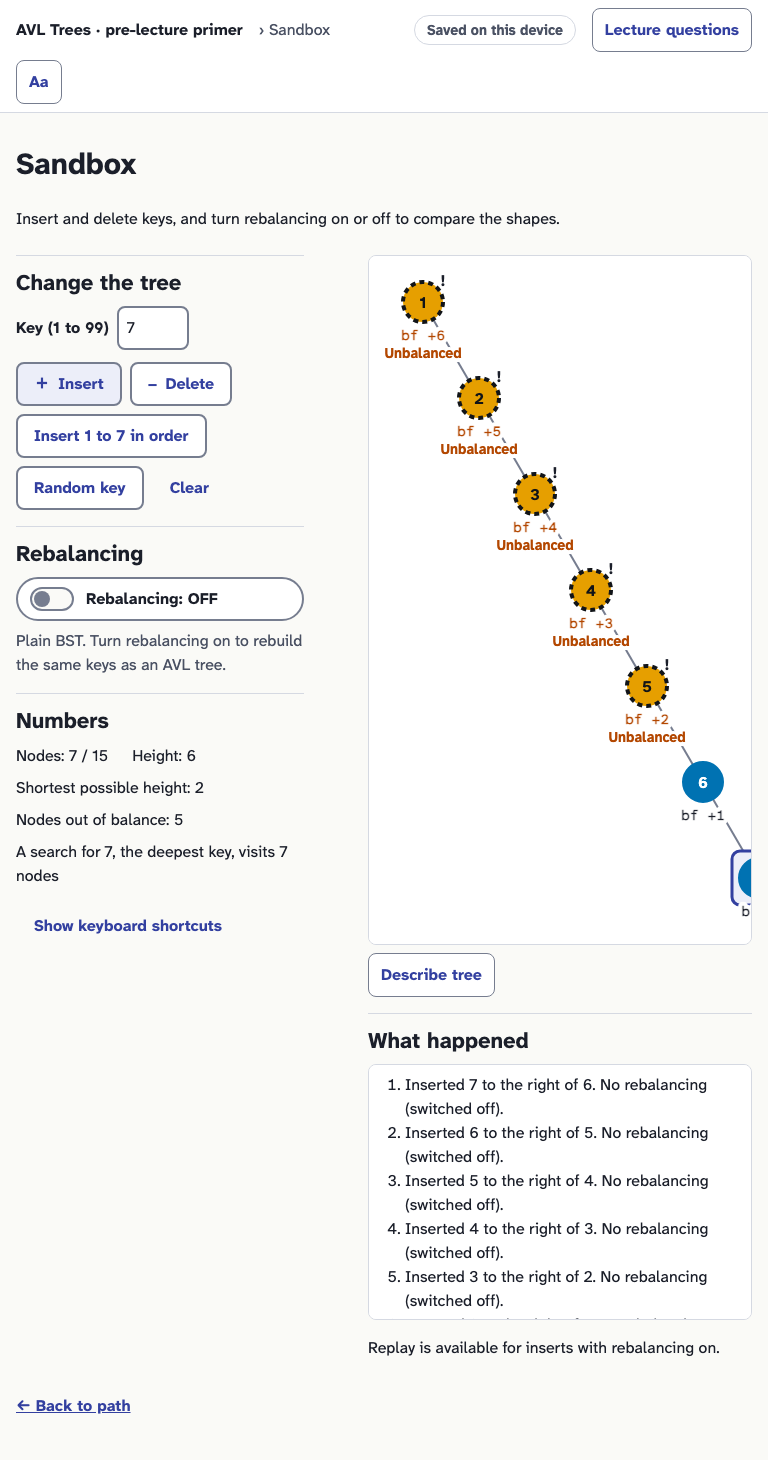 AVL Trees · pre-lecture primer › Sandbox Saved on this device Lecture questions
Aa
Sandbox
Insert and delete keys, and turn rebalancing on or off to compare the shapes.
Change the tree
Key (1 to 99) 7
+ Insert – Delete
Insert 1 to 7 in order
Random key Clear
Rebalancing
Rebalancing: OFF
Plain BST. Turn rebalancing on to rebuild
the same keys as an AVL tree.
Numbers
Nodes: 7 / 15 Height: 6
Shortest possible height: 2
Nodes out of balance: 5
A search for 7, the deepest key, visits 7
nodes
Show keyboard shortcuts
!
1
bf +6
Unbalanced
!
2
bf +5
Unbalanced
!
3
bf +4
Unbalanced
!
4
bf +3
Unbalanced
!
5
bf +2
Unbalanced
6
bf +1
Describe tree
What happened
1. Inserted 7 to the right of 6. No rebalancing
(switched off).
2. Inserted 6 to the right of 5. No rebalancing
(switched off).
3. Inserted 5 to the right of 4. No rebalancing
(switched off).
4. Inserted 4 to the right of 3. No rebalancing
(switched off).
5. Inserted 3 to the right of 2. No rebalancing
(switched off).
Replay is available for inserts with rebalancing on.
← Back to path